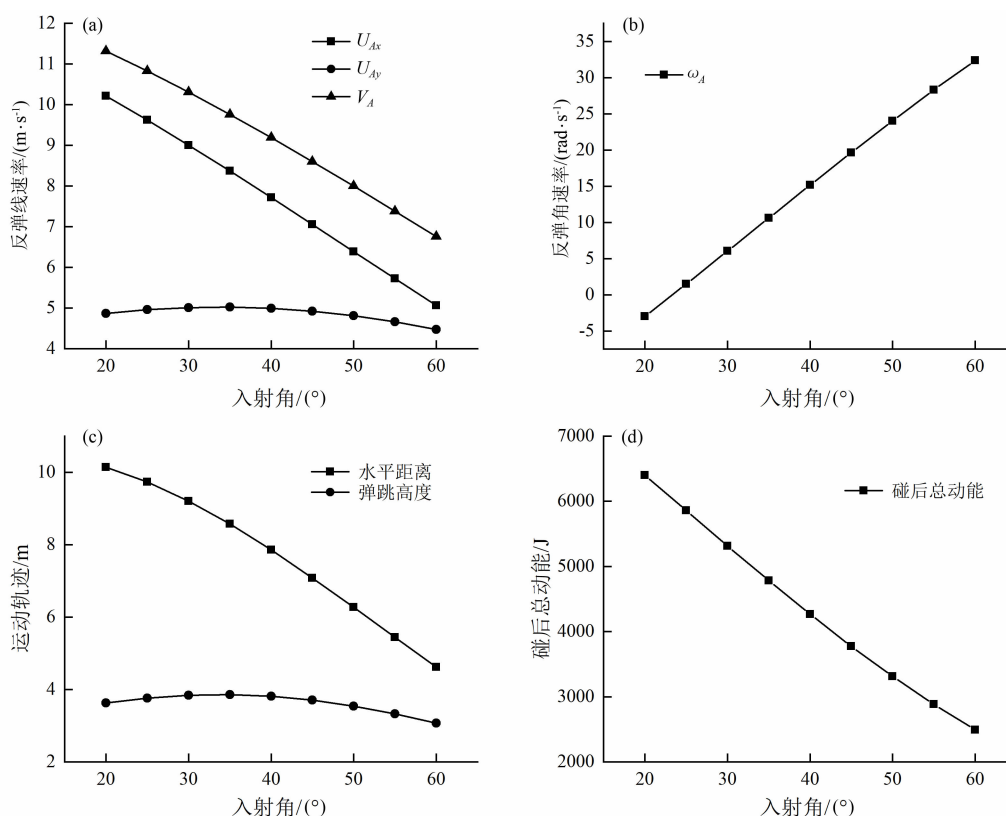 (a)
U_Ax
U_Ay
V_A
反弹线速率/(m·s⁻¹)
12
11
10
9
8
7
6
5
4
20 30 40 50 60
入射角/(°)
(b)
ω_A
反弹角速率/(rad·s⁻¹)
35
30
25
20
15
10
5
0
-5
20 30 40 50 60
入射角/(°)
(c)
水平距离
弹跳高度
运动轨迹/m
10
8
6
4
2
20 30 40 50 60
入射角/(°)
(d)
碰后总动能
碰后总动能/J
7000
6000
5000
4000
3000
2000
20 30 40 50 60
入射角/(°)